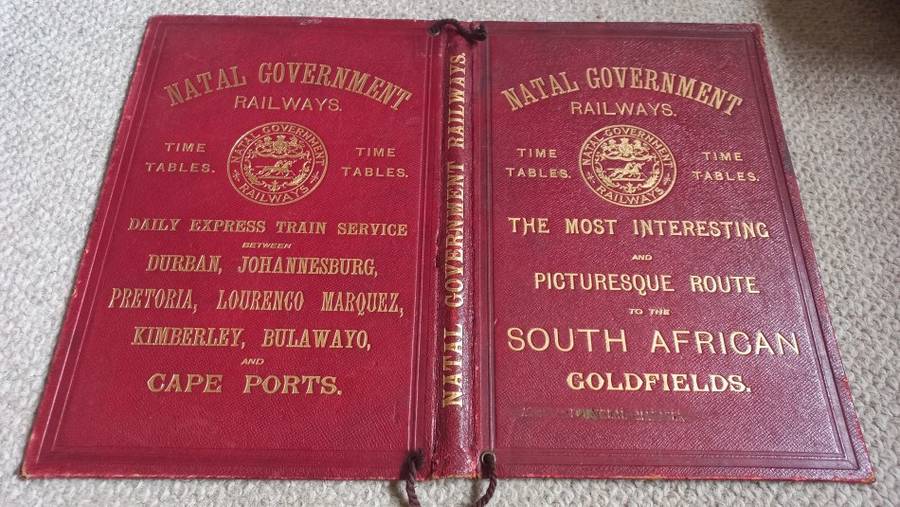 NATAL GOVERNMENT
RAILWAYS.
TIME
TABLES.
NATAL GOVERNMENT
RAILWAYS
TIME
TABLES.
DAILY EXPRESS TRAIN SERVICE
BETWEEN
DURBAN, JOHANNESBURG,
PRETORIA, LOURENCO MARQUEZ,
KIMBERLEY, BULAWAYO,
AND
CAPE PORTS.
NATAL GOVERNMENT RAILWAYS.
NATAL GOVERNMENT
RAILWAYS.
TIME
TABLES.
NATAL-GOVERNMENT
RAILWAYS
TIME
TABLES.
THE MOST INTERESTING
AND
PICTURESQUE ROUTE
TO THE
SOUTH AFRICAN
GOLDFIELDS.